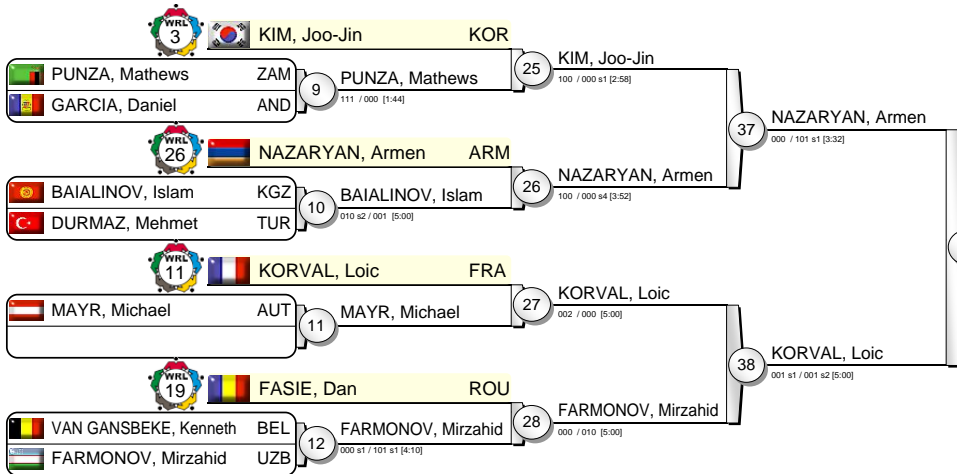 WRL
3
KIM, Joo-Jin KOR
PUNZA, Mathews ZAM
GARCIA, Daniel AND
9
PUNZA, Mathews
111 / 000 [1:44]
25
KIM, Joo-Jin
100 / 000 s1 [2:58]
WRL
26
NAZARYAN, Armen ARM
BAIALINOV, Islam KGZ
DURMAZ, Mehmet TUR
10
BAIALINOV, Islam
010 s2 / 001 [5:00]
26
NAZARYAN, Armen
100 / 000 s4 [3:52]
37
NAZARYAN, Armen
000 / 101 s1 [3:32]
WRL
11
KORVAL, Loic FRA
MAYR, Michael AUT
11
MAYR, Michael
27
KORVAL, Loic
002 / 000 [5:00]
WRL
19
FASIE, Dan ROU
VAN GANSBEKE, Kenneth BEL
FARMONOV, Mirzahid UZB
12
FARMONOV, Mirzahid
000 s1 / 101 s1 [4:10]
28
FARMONOV, Mirzahid
000 / 010 [5:00]
38
KORVAL, Loic
001 s1 / 001 s2 [5:00]